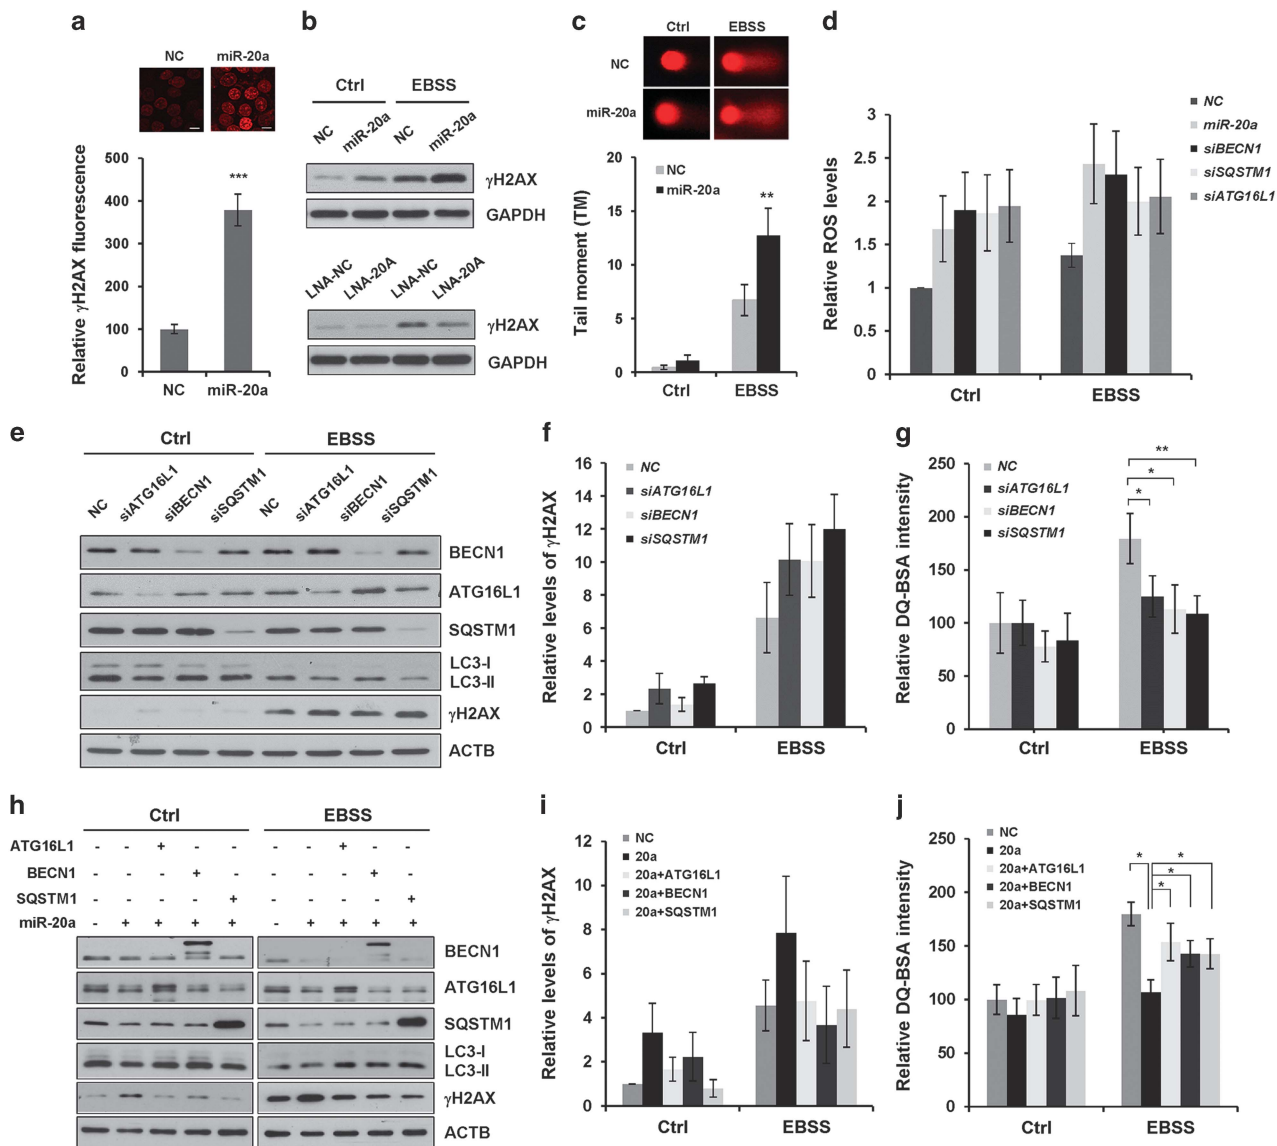 a
NC miR-20a
Relative γH2AX fluorescence
500
400
300
200
100
0
***
NC miR-20a
b
Ctrl EBSS
NC miR-20a NC miR-20a
γH2AX
GAPDH
LNA-NC LNA-20A LNA-NC LNA-20A
γH2AX
GAPDH
c
Ctrl EBSS
NC
miR-20a
Tail moment (TM)
20
15
10
5
0
NC
miR-20a
**
Ctrl EBSS
d
Relative ROS levels
3
2.5
2
1.5
1
0.5
0
Ctrl EBSS
NC
miR-20a
siBECN1
siSQSTM1
siATG16L1
e
Ctrl EBSS
NC siATG16L1 siBECN1 siSQSTM1 NC siATG16L1 siBECN1 siSQSTM1
BECN1
ATG16L1
SQSTM1
LC3-I
LC3-II
γH2AX
ACTB
f
Relative levels of γH2AX
16
14
12
10
8
6
4
2
0
NC
siATG16L1
siBECN1
siSQSTM1
Ctrl EBSS
g
Relative DQ-BSA intensity
250
200
150
100
50
0
NC
siATG16L1
siBECN1
siSQSTM1
**
*
*
Ctrl EBSS
h
Ctrl EBSS
ATG16L1 - - + - - - - + - -
BECN1 - - - + - - - - + -
SQSTM1 - - - - + - - - - +
miR-20a - + + + + - + + + +
BECN1
ATG16L1
SQSTM1
LC3-I
LC3-II
γH2AX
ACTB
i
Relative levels of γH2AX
12
10
8
6
4
2
0
NC
20a
20a+ATG16L1
20a+BECN1
20a+SQSTM1
Ctrl EBSS
j
Relative DQ-BSA intensity
250
200
150
100
50
0
NC
20a
20a+ATG16L1
20a+BECN1
20a+SQSTM1
* *
*
*
Ctrl EBSS